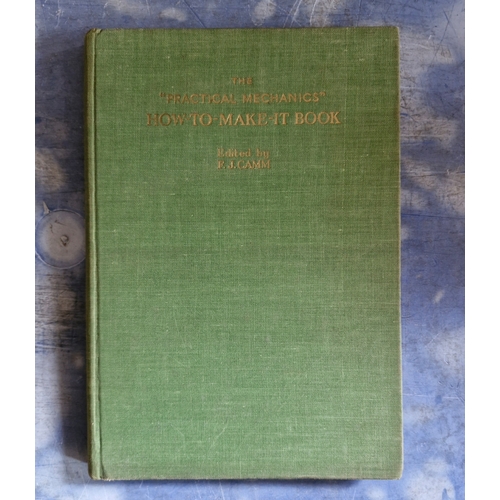 THE
"PRACTICAL MECHANICS"
HOW-TO-MAKE-IT BOOK
Edited by
F. J. CAMM